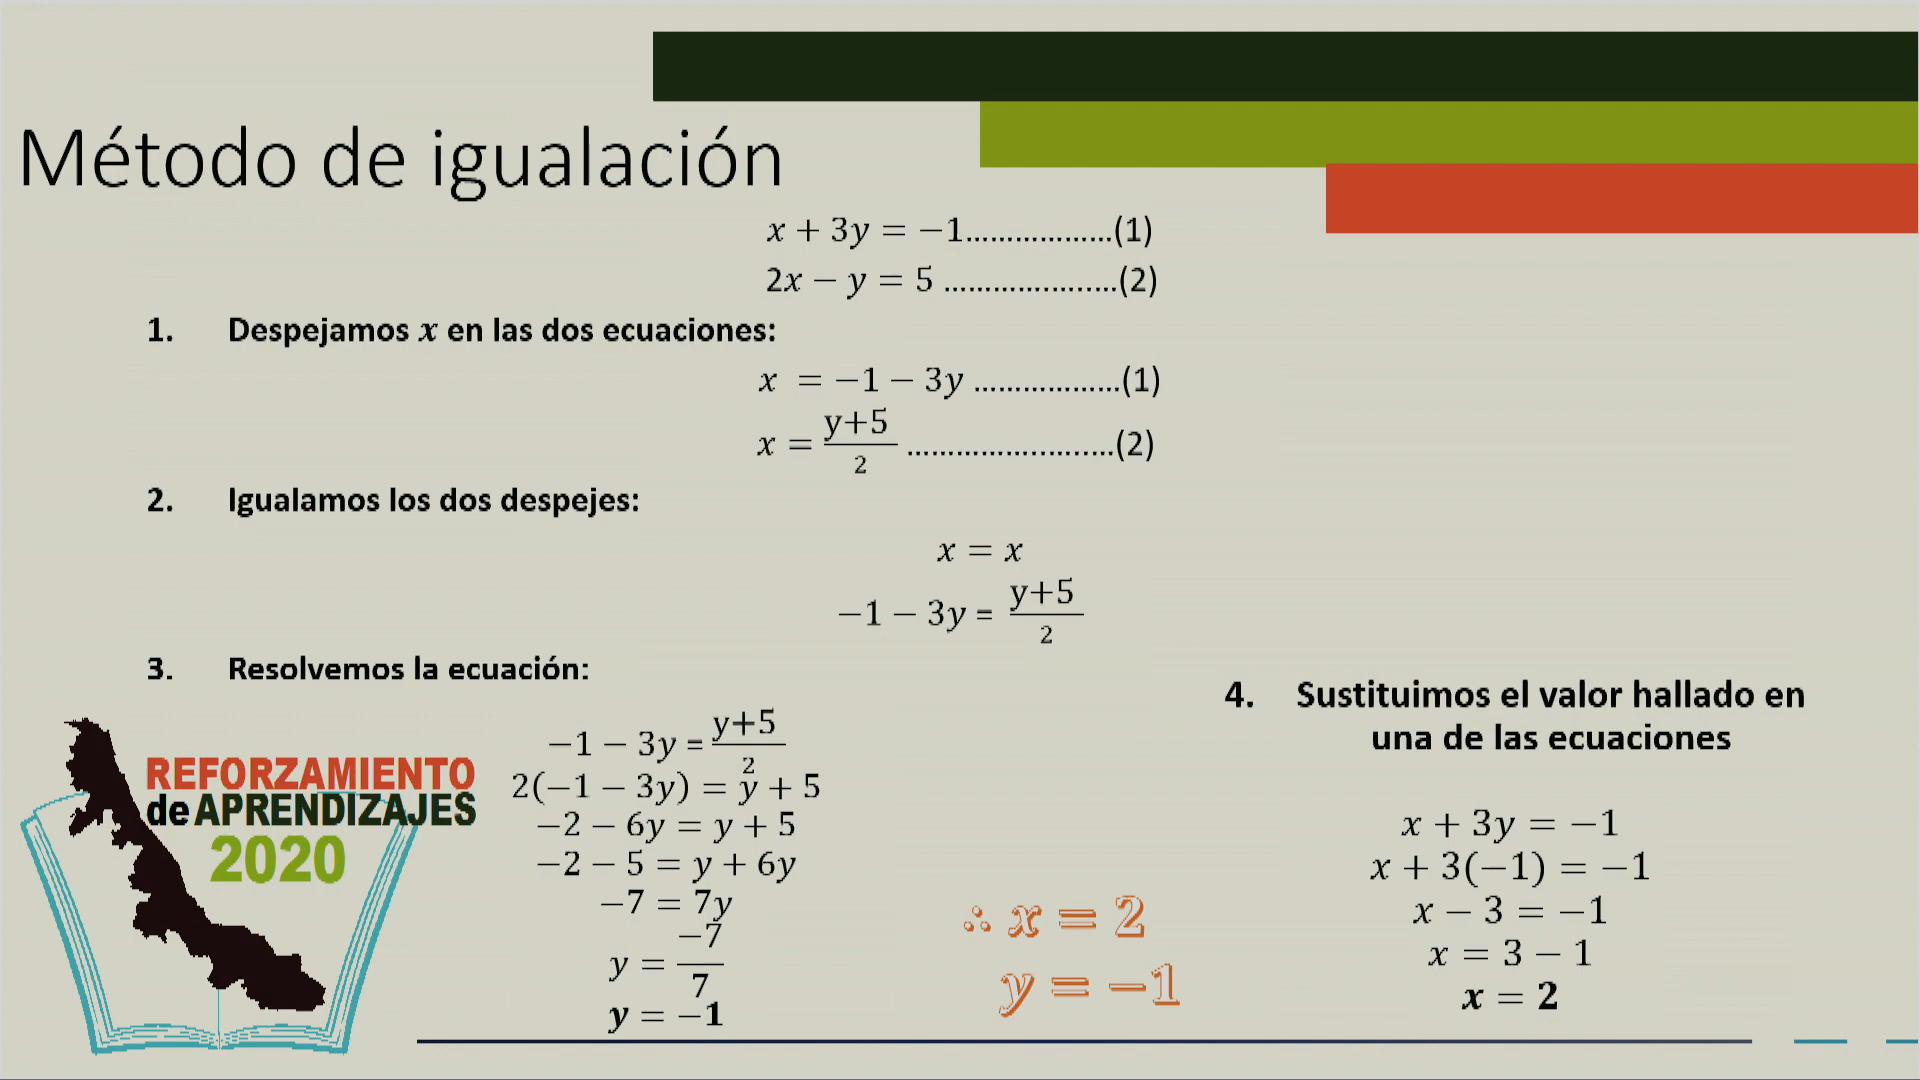 Método de igualación
x + 3y = −1..................(1)
2x − y = 5 .....................(2)
1. Despejamos x en las dos ecuaciones:
x = −1 − 3y ..................(1)
x = y+5/2 .........................(2)
2. Igualamos los dos despejes:
x = x
−1 − 3y = y+5/2
3. Resolvemos la ecuación:
−1 − 3y = y+5/2
2(−1 − 3y) = y + 5
−2 − 6y = y + 5
−2 − 5 = y + 6y
−7 = 7y
y = −7/7
y = −1
∴ x = 2
y = −1
4. Sustituimos el valor hallado en
una de las ecuaciones
x + 3y = −1
x + 3(−1) = −1
x − 3 = −1
x = 3 − 1
x = 2
REFORZAMIENTO
de APRENDIZAJES
2020